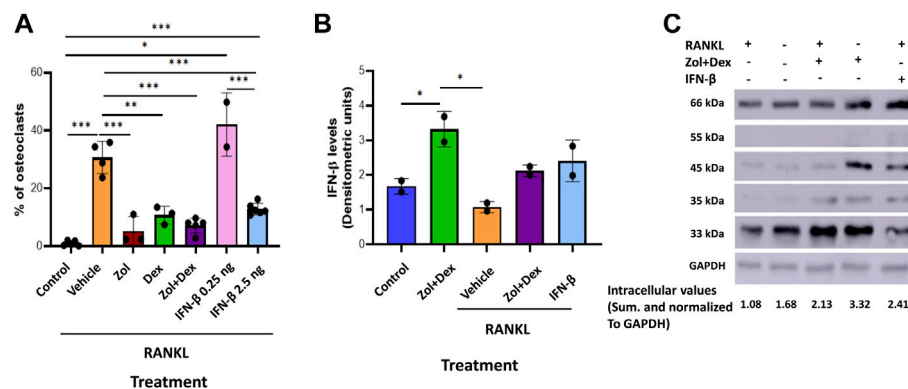 A
***
*
***
***
***
**
***
***
% of osteoclasts
60
40
20
0
Control
Vehicle
Zol
Dex
Zol+Dex
IFN-β 0.25 ng
IFN-β 2.5 ng
RANKL
Treatment
B
*
*
IFN-β levels
(Densitometric units)
5
4
3
2
1
0
Control
Zol+Dex
Vehicle
Zol+Dex
IFN-β
RANKL
Treatment
C
RANKL + - + - +
Zol+Dex - - + + -
IFN-β - - - - +
66 kDa
55 kDa
45 kDa
35 kDa
33 kDa
GAPDH
Intracellular values
(Sum. and normalized
To GAPDH)
1.08 1.68 2.13 3.32 2.41